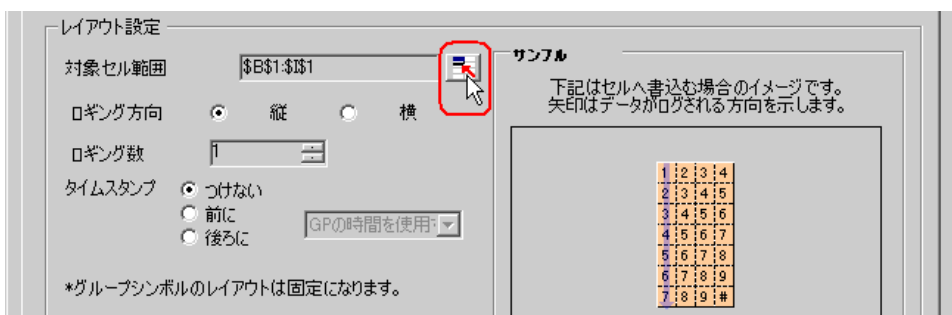 レイアウト設定
対象セル範囲 $B$1:$I$1
ロギング方向 縦 横
ロギング数 1
タイムスタンプ つけない
前に
後ろに
GPの時間を使用
*グループシンボルのレイアウトは固定になります。
サンプル
下記はセルへ書込む場合のイメージです。
矢印はデータがログされる方向を示します。
1 2 3 4
2 3 4 5
3 4 5 6
4 5 6 7
5 6 7 8
6 7 8 9
7 8 9 #